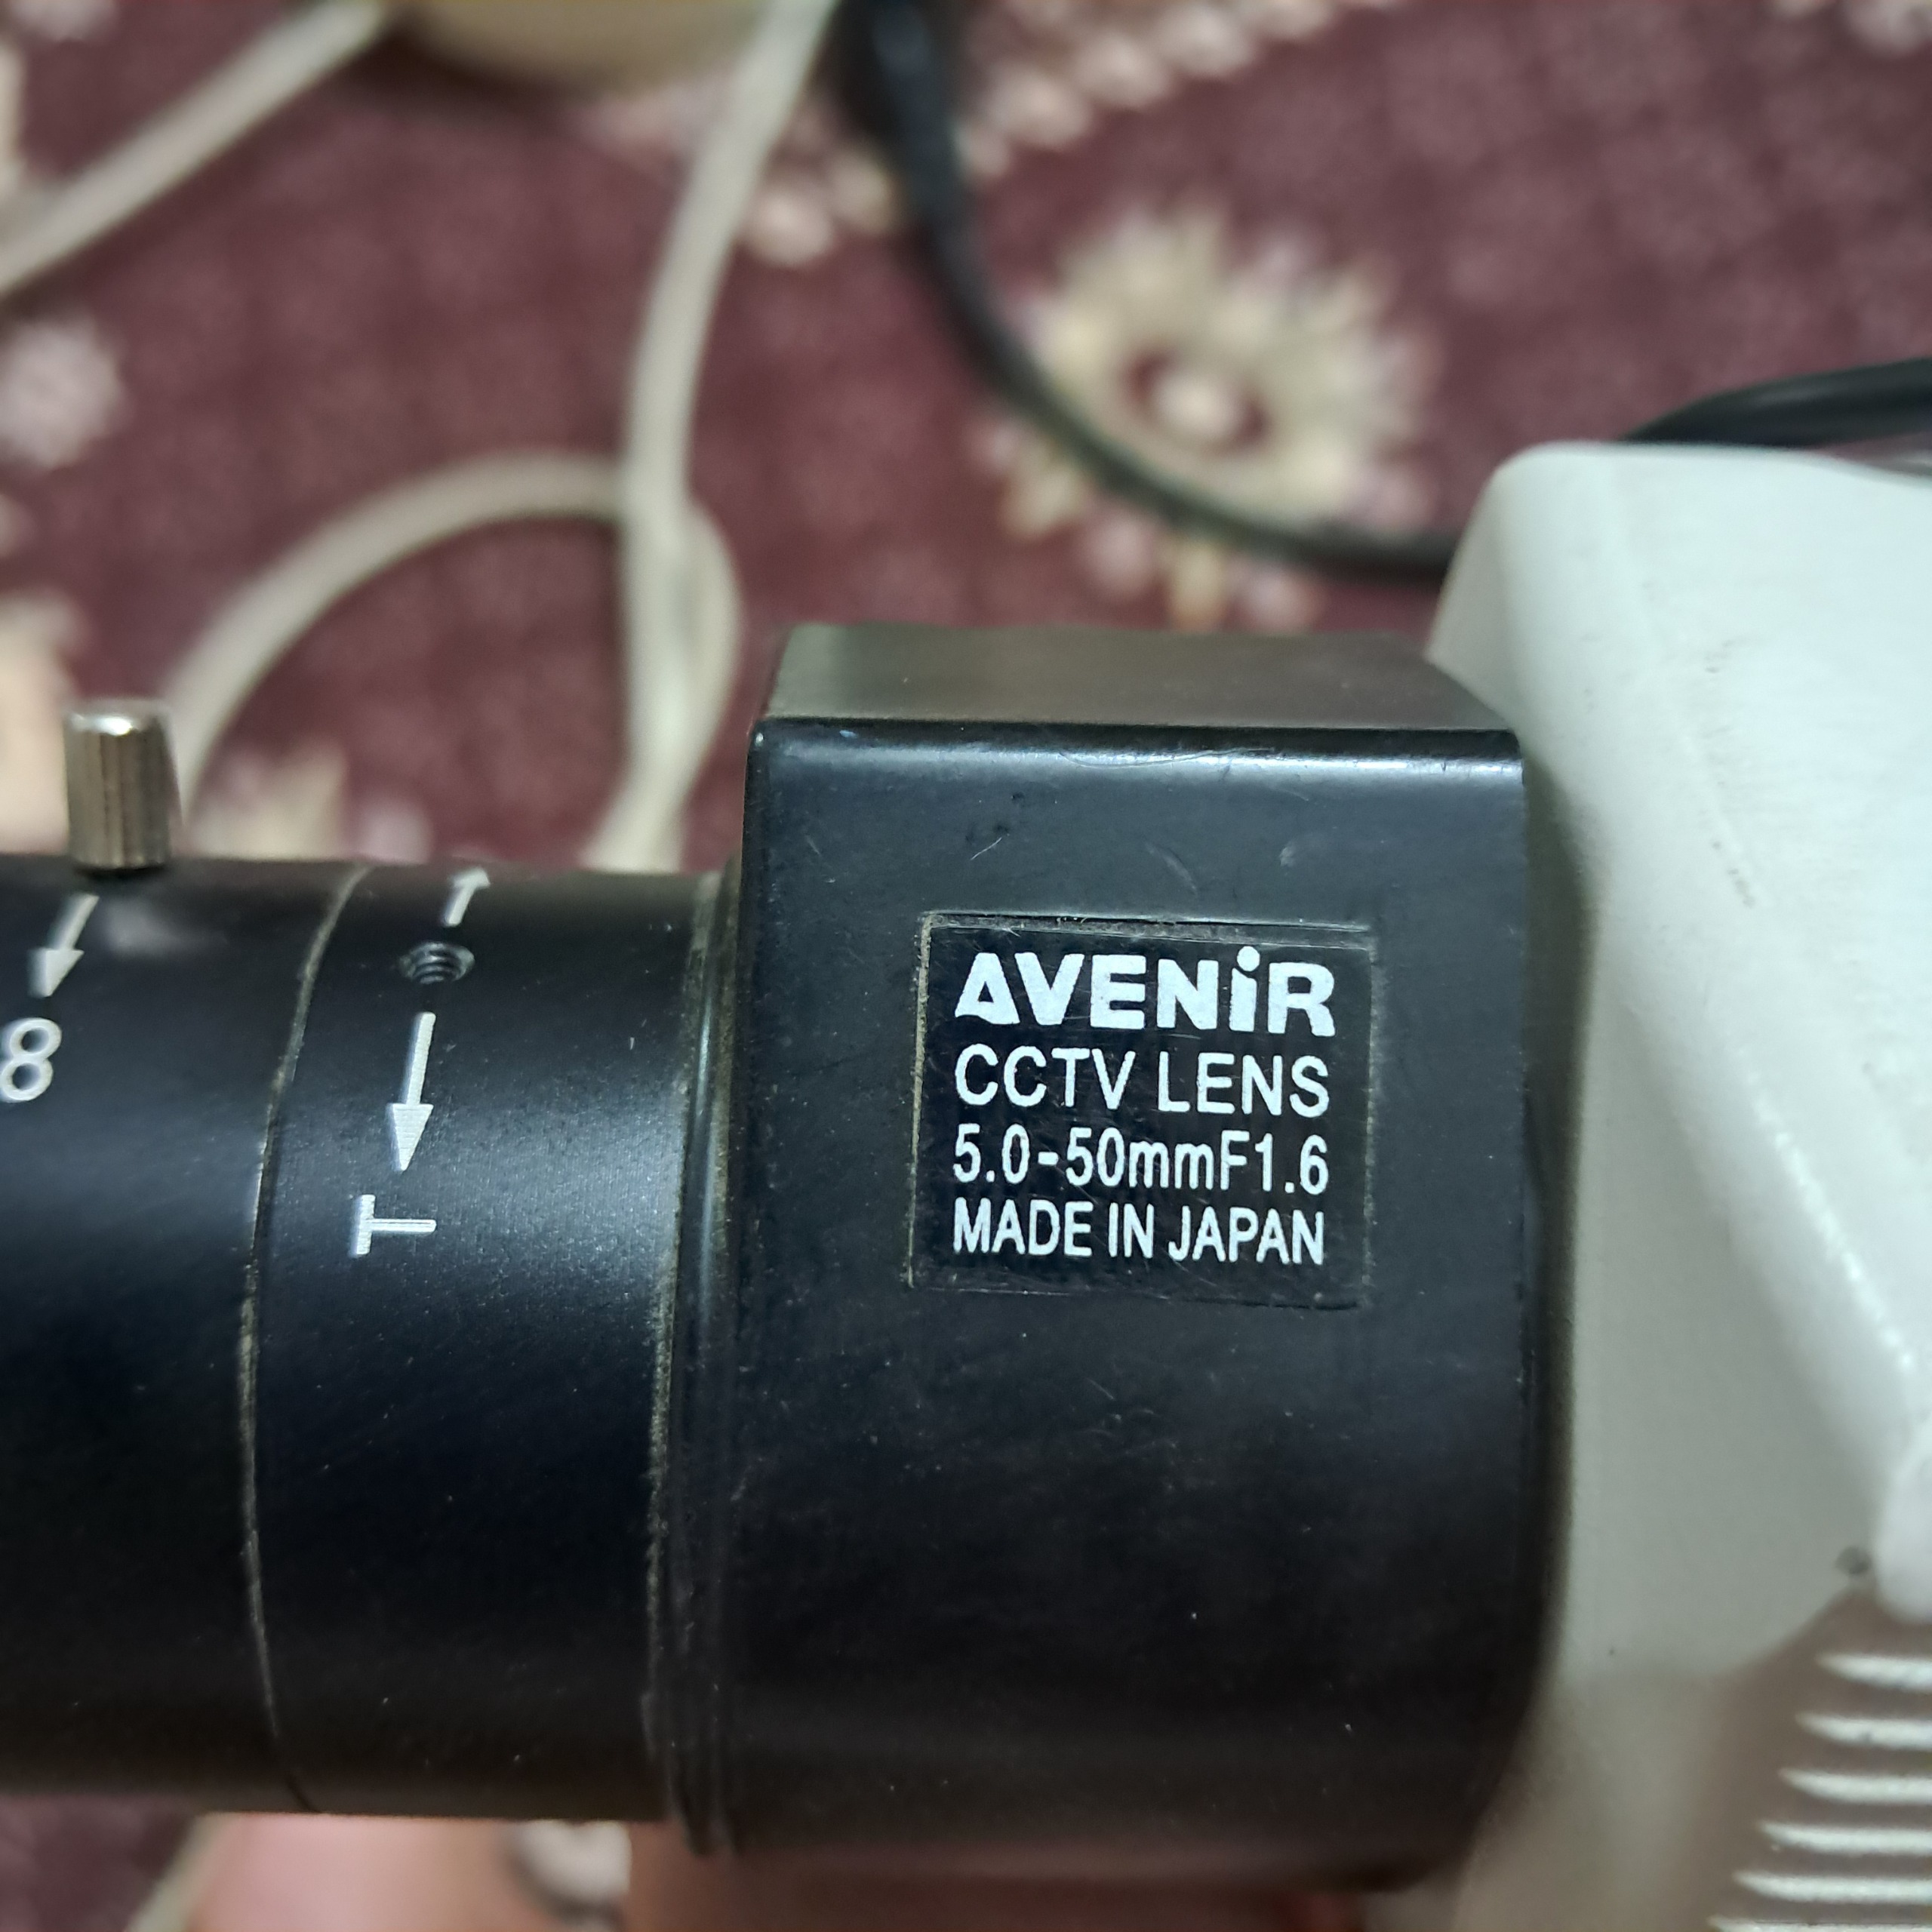 AVENiR
CCTV LENS
5.0-50mmF1.6
MADE IN JAPAN
T
8